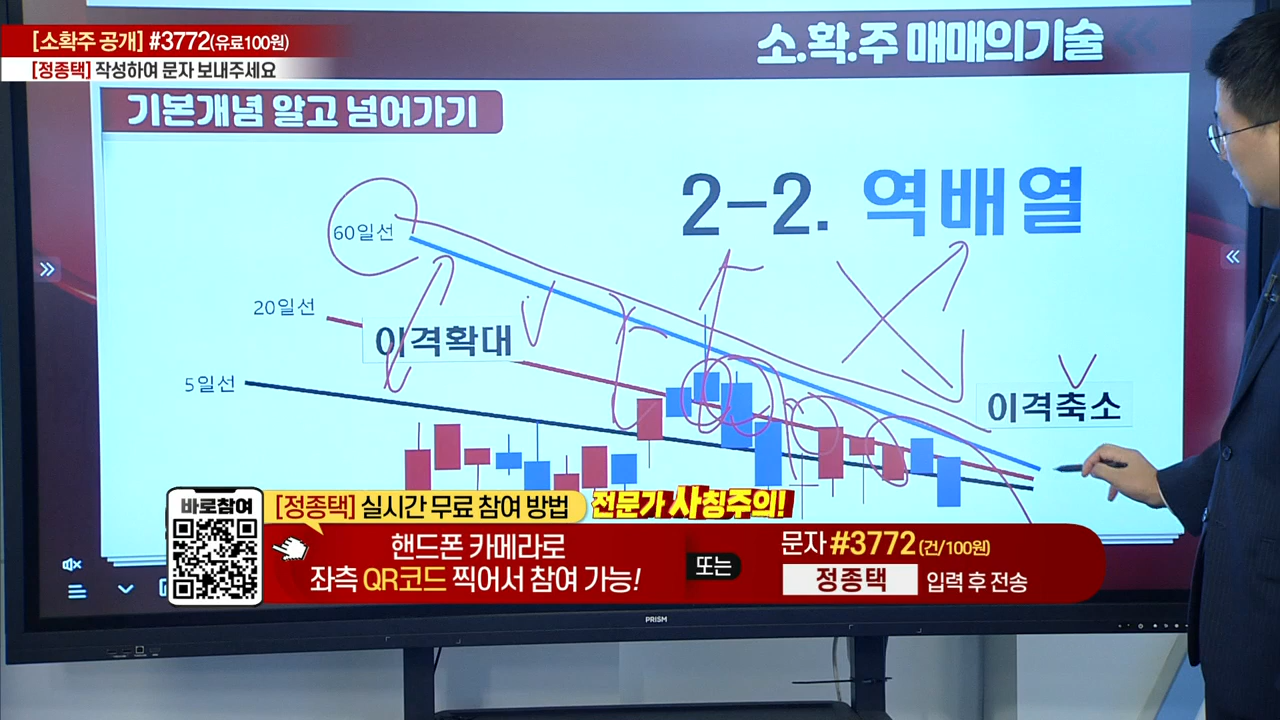 [소확주 공개] #3772(유료100원)
[정종택] 작성하여 문자 보내주세요
소.확.주 매매의기술
기본개념 알고 넘어가기
2-2. 역배열
60일선
20일선
이격확대
5일선
이격축소
바로참여
[정종택] 실시간 무료 참여 방법
전문가 사칭주의!
핸드폰 카메라로
좌측 QR코드 찍어서 참여 가능!
또는
문자 #3772 (건/100원)
정종택 입력 후 전송
PRISM